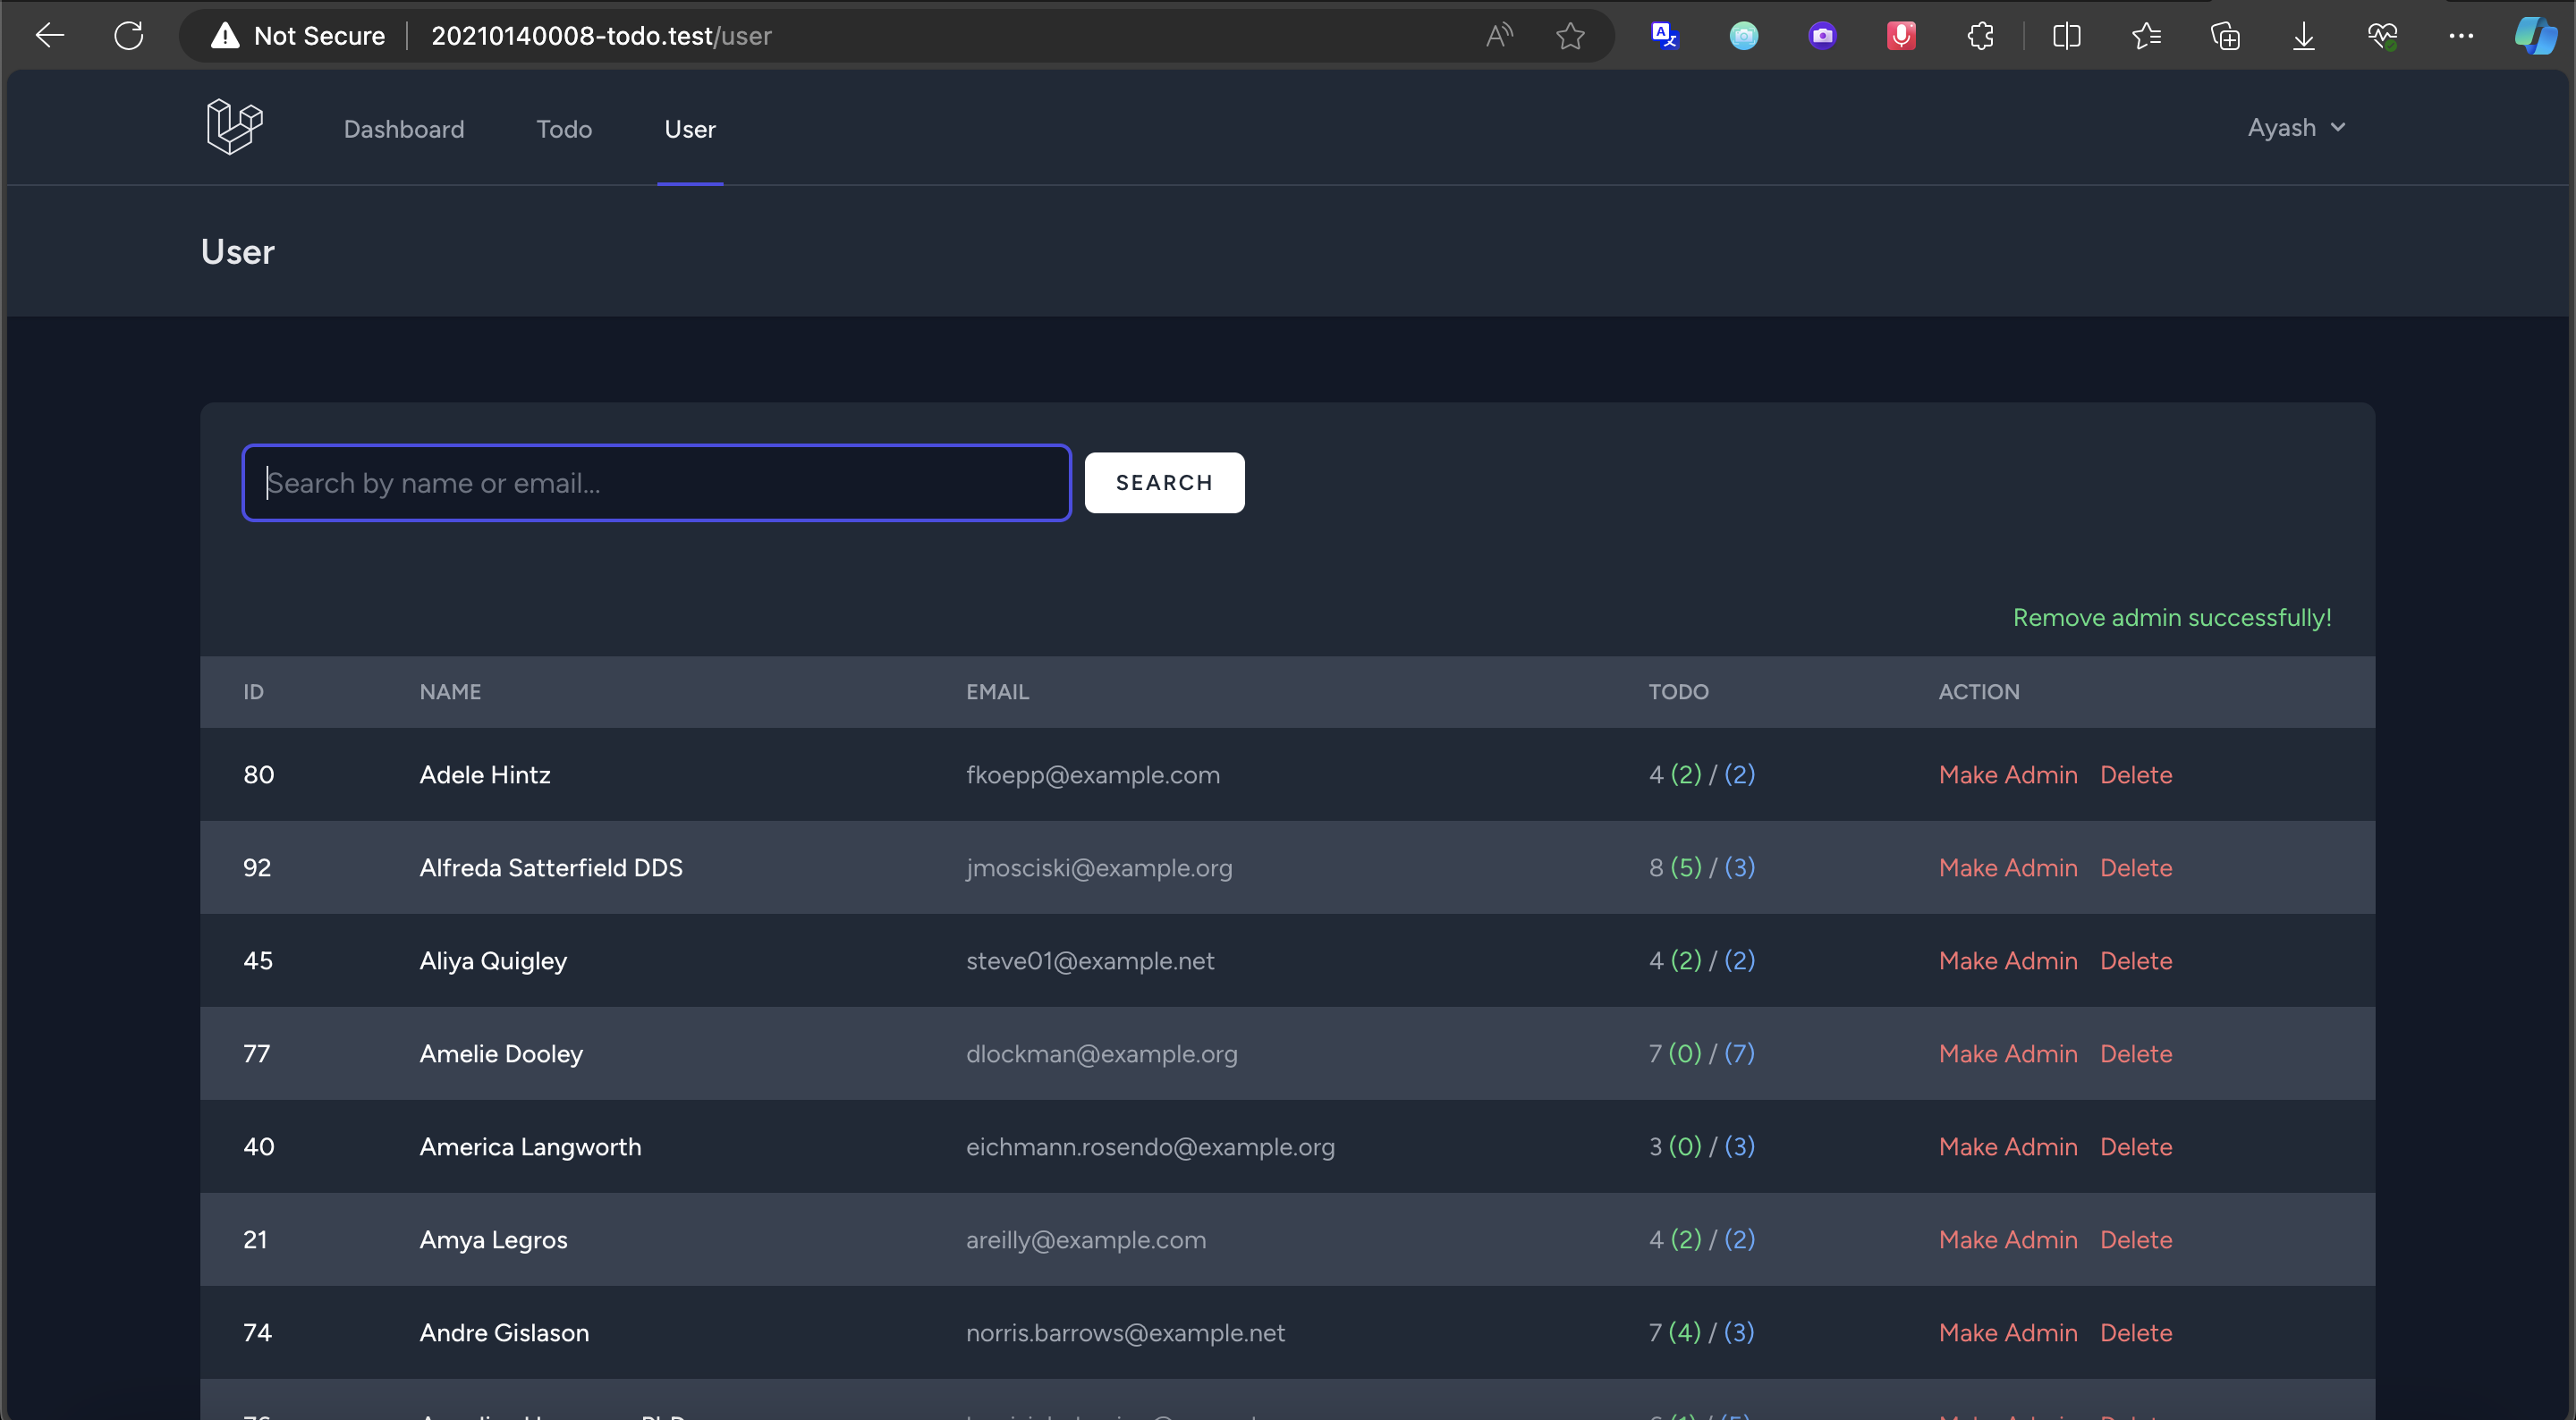 Not Secure 20210140008-todo.test/user
Dashboard Todo User Ayash
User
Search by name or email...
SEARCH
Remove admin successfully!
ID NAME EMAIL TODO ACTION
80 Adele Hintz fkoepp@example.com 4 (2) / (2) Make Admin Delete
92 Alfreda Satterfield DDS jmosciski@example.org 8 (5) / (3) Make Admin Delete
45 Aliya Quigley steve01@example.net 4 (2) / (2) Make Admin Delete
77 Amelie Dooley dlockman@example.org 7 (0) / (7) Make Admin Delete
40 America Langworth eichmann.rosendo@example.org 3 (0) / (3) Make Admin Delete
21 Amya Legros areilly@example.com 4 (2) / (2) Make Admin Delete
74 Andre Gislason norris.barrows@example.net 7 (4) / (3) Make Admin Delete